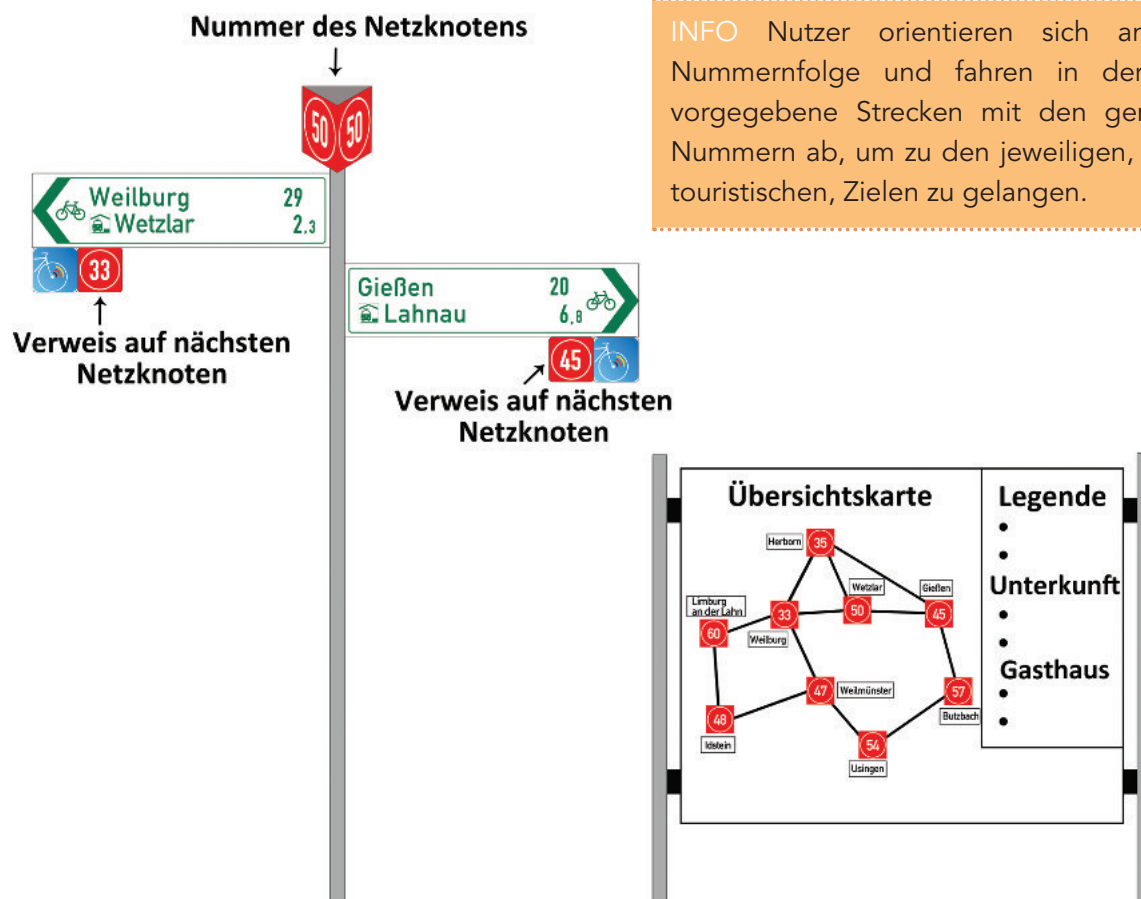 Nummer des Netzknotens
50 50
Weilburg 29
Wetzlar 2,3
33
Verweis auf nächsten
Netzknoten
Gießen 20
Lahnau 6,8
45
Verweis auf nächsten
Netzknoten
INFO Nutzer orientieren sich
Nummernfolge und fahren in
vorgegebene Strecken mit den
Nummern ab, um zu den jeweiligen,
touristischen, Zielen zu gelangen.
Übersichtskarte
Herborn
35
Wetzlar
50
Gießen
45
Limburg
an der Lahn
60
33
Weilburg
47
Weilmünster
57
Butzbach
48
Idstein
54
Usingen
Legende
•
•
Unterkunft
•
•
Gasthaus
•
•